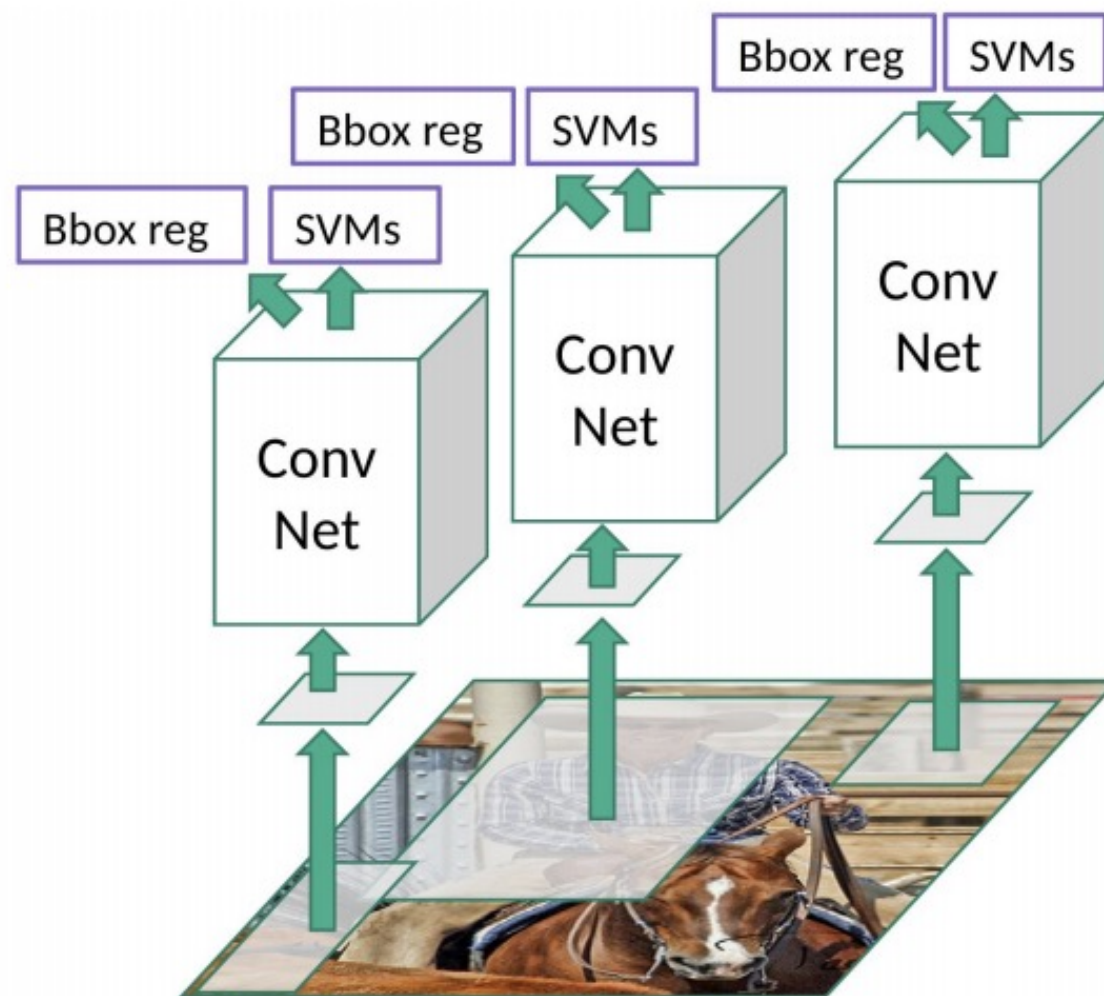 Bbox reg
SVMs
Bbox reg
SVMs
Bbox reg
SVMs
Conv
Net
Conv
Net
Conv
Net